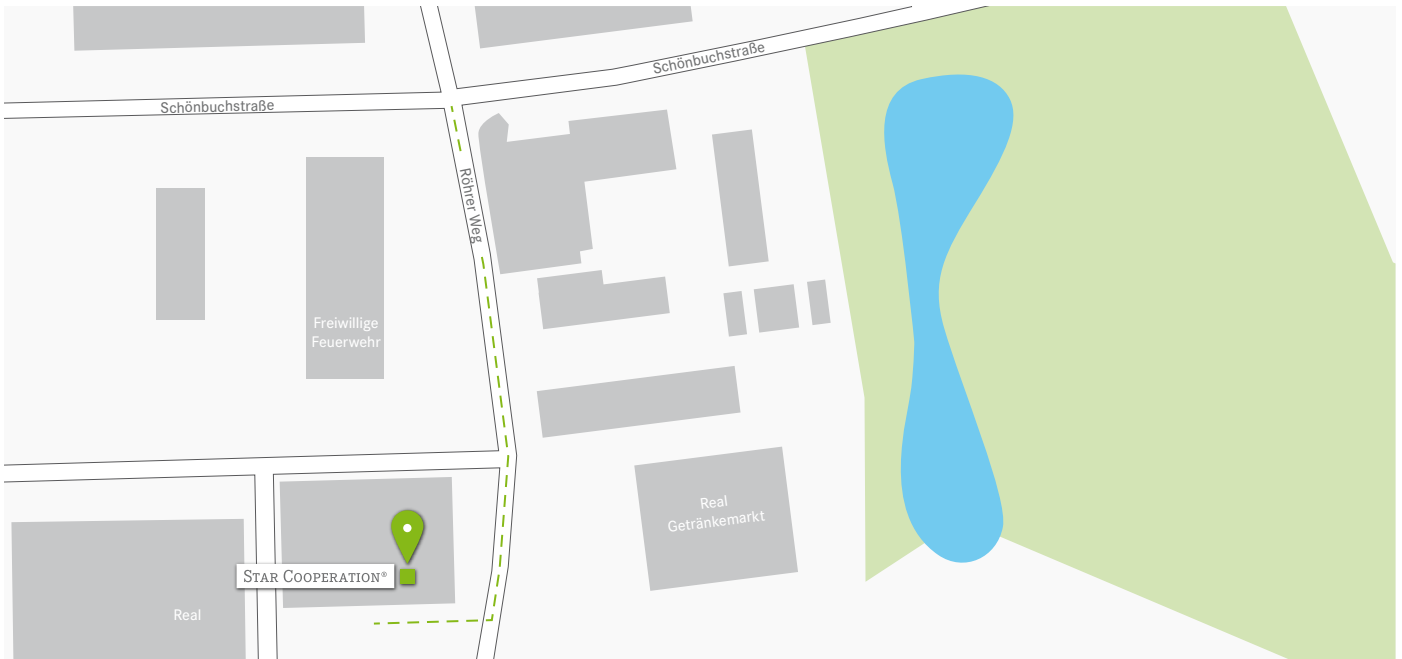 Schönbuchstraße
Schönbuchstraße
Röhrer Weg
Freiwillige
Feuerwehr
Real
Getränkemarkt
STAR COOPERATION®
Real